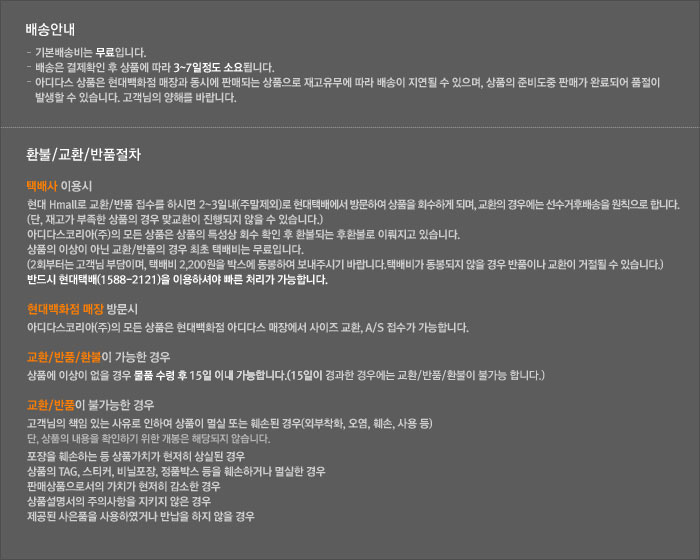 배송안내
- 기본배송비는 무료입니다.
- 배송은 결제확인 후 상품에 따라 3~7일정도 소요됩니다.
- 아디다스 상품은 현대백화점 매장과 동시에 판매되는 상품으로 재고유무에 따라 배송이 지연될 수 있으며, 상품의 준비도중 판매가 완료되어 품절이
발생할 수 있습니다. 고객님의 양해를 바랍니다.
환불/교환/반품절차
택배사 이용시
현대 Hmall로 교환/반품 접수를 하시면 2~3일내(주말제외)로 현대택배에서 방문하여 상품을 회수하게 되며, 교환의 경우에는 선수거후배송을 원칙으로 합니다.
(단, 재고가 부족한 상품의 경우 맞교환이 진행되지 않을 수 있습니다.)
아디다스코리아(주)의 모든 상품은 상품의 특성상 회수 확인 후 환불되는 후환불로 이뤄지고 있습니다.
상품의 이상이 아닌 교환/반품의 경우 최초 택배비는 무료입니다.
(2회부터는 고객님 부담이며, 택배비 2,200원을 박스에 동봉하여 보내주시기 바랍니다.택배비가 동봉되지 않을 경우 반품이나 교환이 거절될 수 있습니다.)
반드시 현대택배(1588-2121)을 이용하셔야 빠른 처리가 가능합니다.
현대백화점 매장 방문시
아디다스코리아(주)의 모든 상품은 현대백화점 아디다스 매장에서 사이즈 교환, A/S 접수가 가능합니다.
교환/반품/환불이 가능한 경우
상품에 이상이 없을 경우 물품 수령 후 15일 이내 가능합니다.(15일이 경과한 경우에는 교환/반품/환불이 불가능 합니다.)
교환/반품이 불가능한 경우
고객님의 책임 있는 사유로 인하여 상품이 멸실 또는 훼손된 경우(외부착화, 오염, 훼손, 사용 등)
단, 상품의 내용을 확인하기 위한 개봉은 해당되지 않습니다.
포장을 훼손하는 등 상품가치가 현저히 상실된 경우
상품의 TAG, 스티커, 비닐포장, 정품박스 등을 훼손하거나 멸실한 경우
판매상품으로서의 가치가 현저히 감소한 경우
상품설명서의 주의사항을 지키지 않은 경우
제공된 사은품을 사용하였거나 반납을 하지 않을 경우